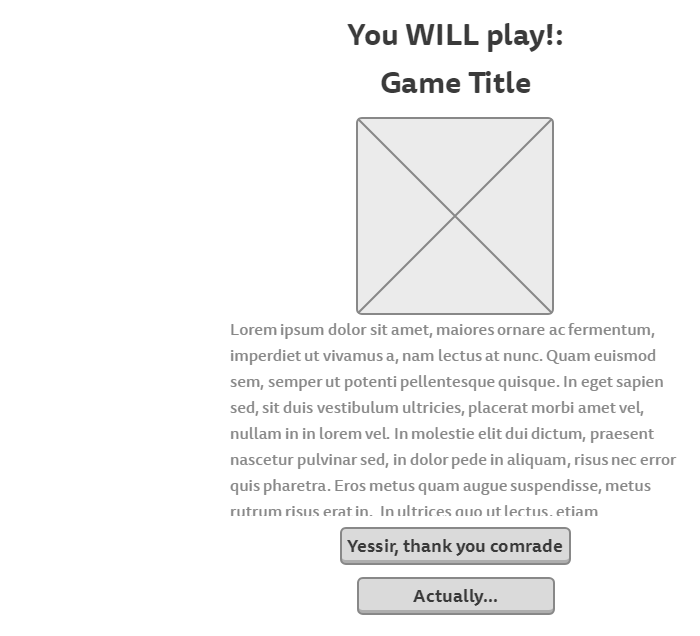 You WILL play!:
Game Title
Lorem ipsum dolor sit amet, maiores ornare ac fermentum,
imperdiet ut vivamus a, nam lectus at nunc. Quam euismod
sem, semper ut potenti pellentesque quisque. In eget sapien
sed, sit duis vestibulum ultricies, placerat morbi amet vel,
nullam in in lorem vel. In molestie elit dui dictum, praesent
nascetur pulvinar sed, in dolor pede in aliquam, risus nec error
quis pharetra. Eros metus quam augue suspendisse, metus
rutrum risus erat in.  In ultrices quo ut lectus, etiam
Yessir, thank you comrade
Actually...